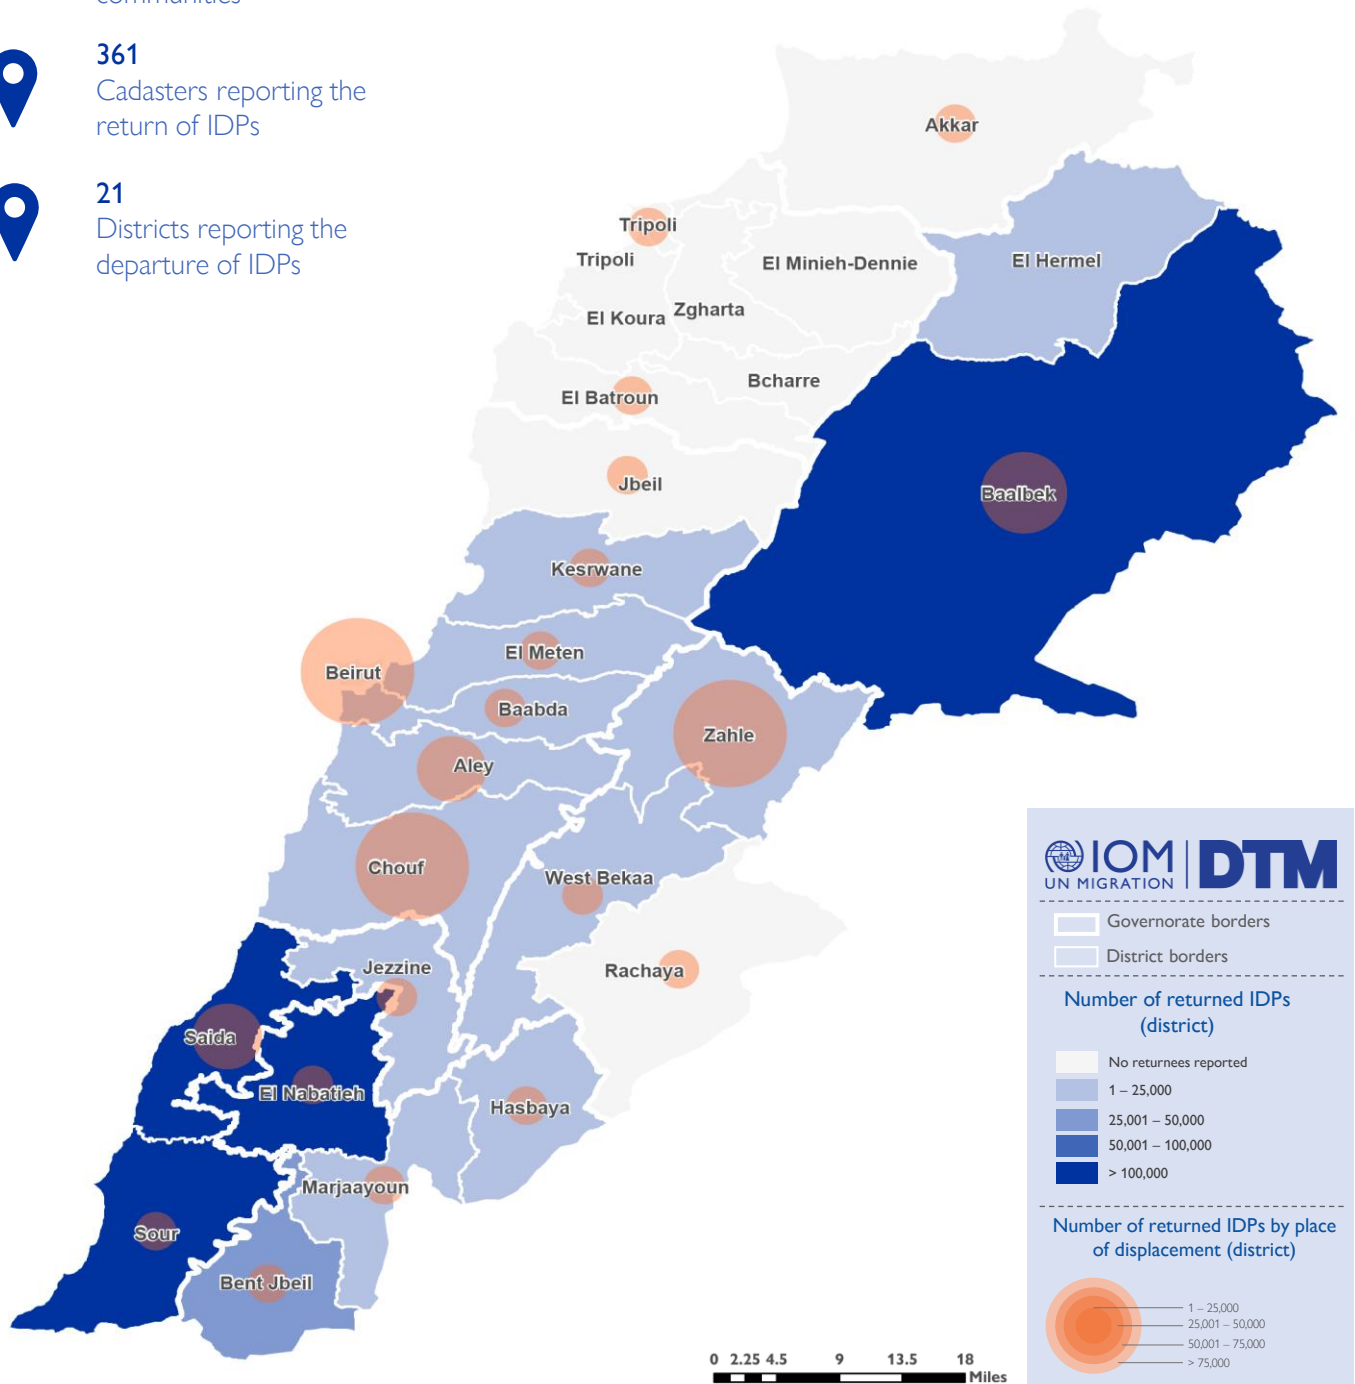 communities
361
Cadasters reporting the
return of IDPs
21
Districts reporting the
departure of IDPs
Akkar
Tripoli
Tripoli
El Minieh-Dennie
El Hermel
El Koura
Zgharta
Bcharre
El Batroun
Jbeil
Baalbek
Kesrwane
El Meten
Beirut
Baabda
Zahle
Aley
Chouf
West Bekaa
Jezzine
Rachaya
Saida
El Nabatieh
Hasbaya
Marjaayoun
Sour
Bent Jbeil
IOM
UN MIGRATION
DTM
Governorate borders
District borders
Number of returned IDPs
(district)
No returnees reported
1 – 25,000
25,001 – 50,000
50,001 – 100,000
> 100,000
Number of returned IDPs by place
of displacement (district)
1 – 25,000
25,001 – 50,000
50,001 – 75,000
> 75,000
0 2.25 4.5 9 13.5 18
Miles